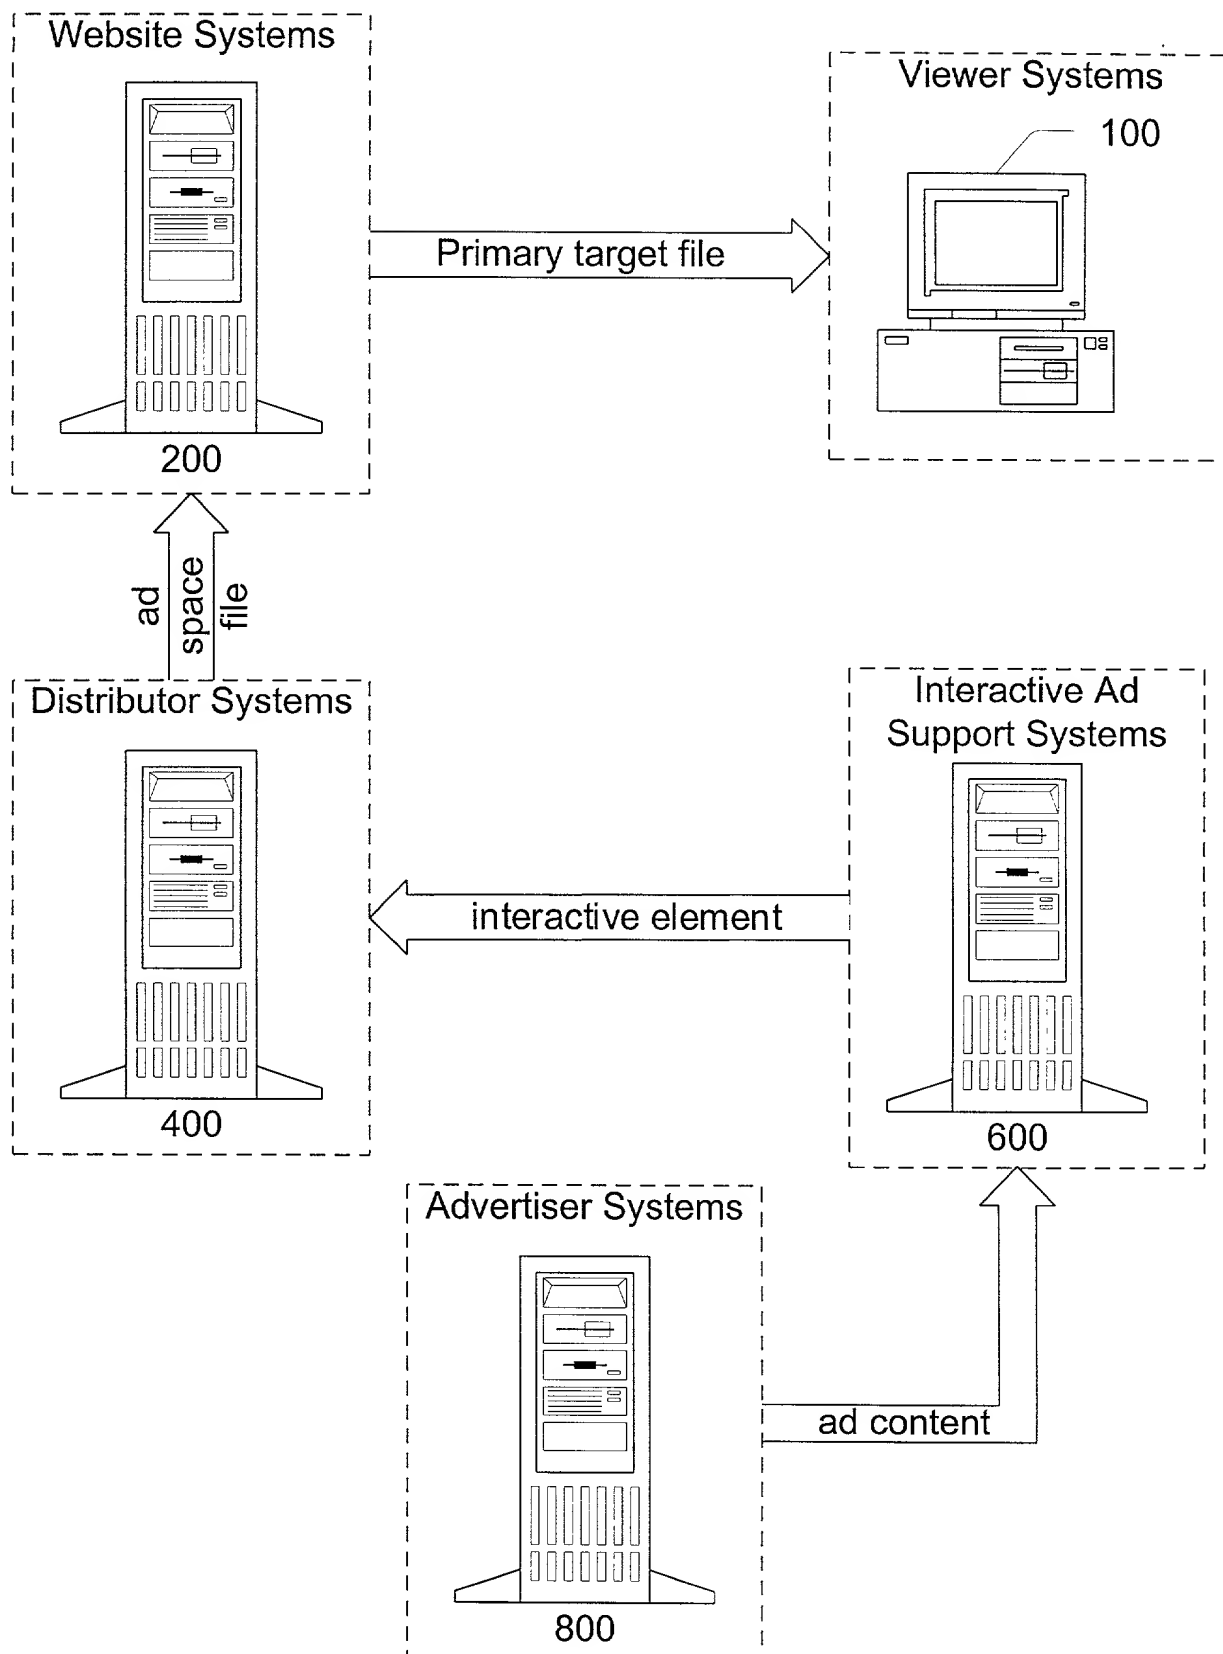 Website Systems
200
Viewer Systems
100
Primary target file
ad
space
file
Distributor Systems
400
Interactive Ad
Support Systems
600
interactive element
Advertiser Systems
800
ad content